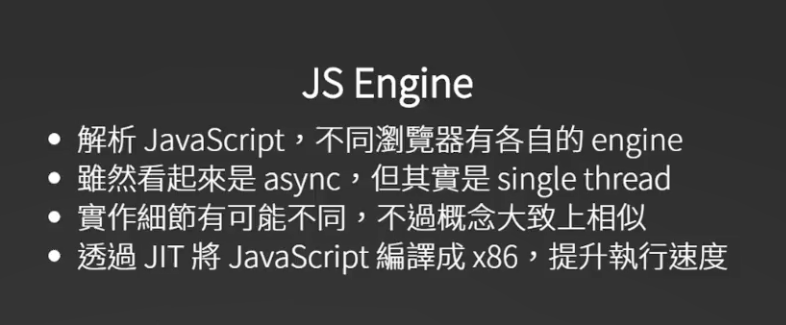 JS Engine
• 解析 JavaScript，不同瀏覽器有各自的 engine
• 雖然看起來是 async，但其實是 single thread
• 實作細節有可能不同，不過概念大致上相似
• 透過 JIT 將 JavaScript 編譯成 x86，提升執行速度